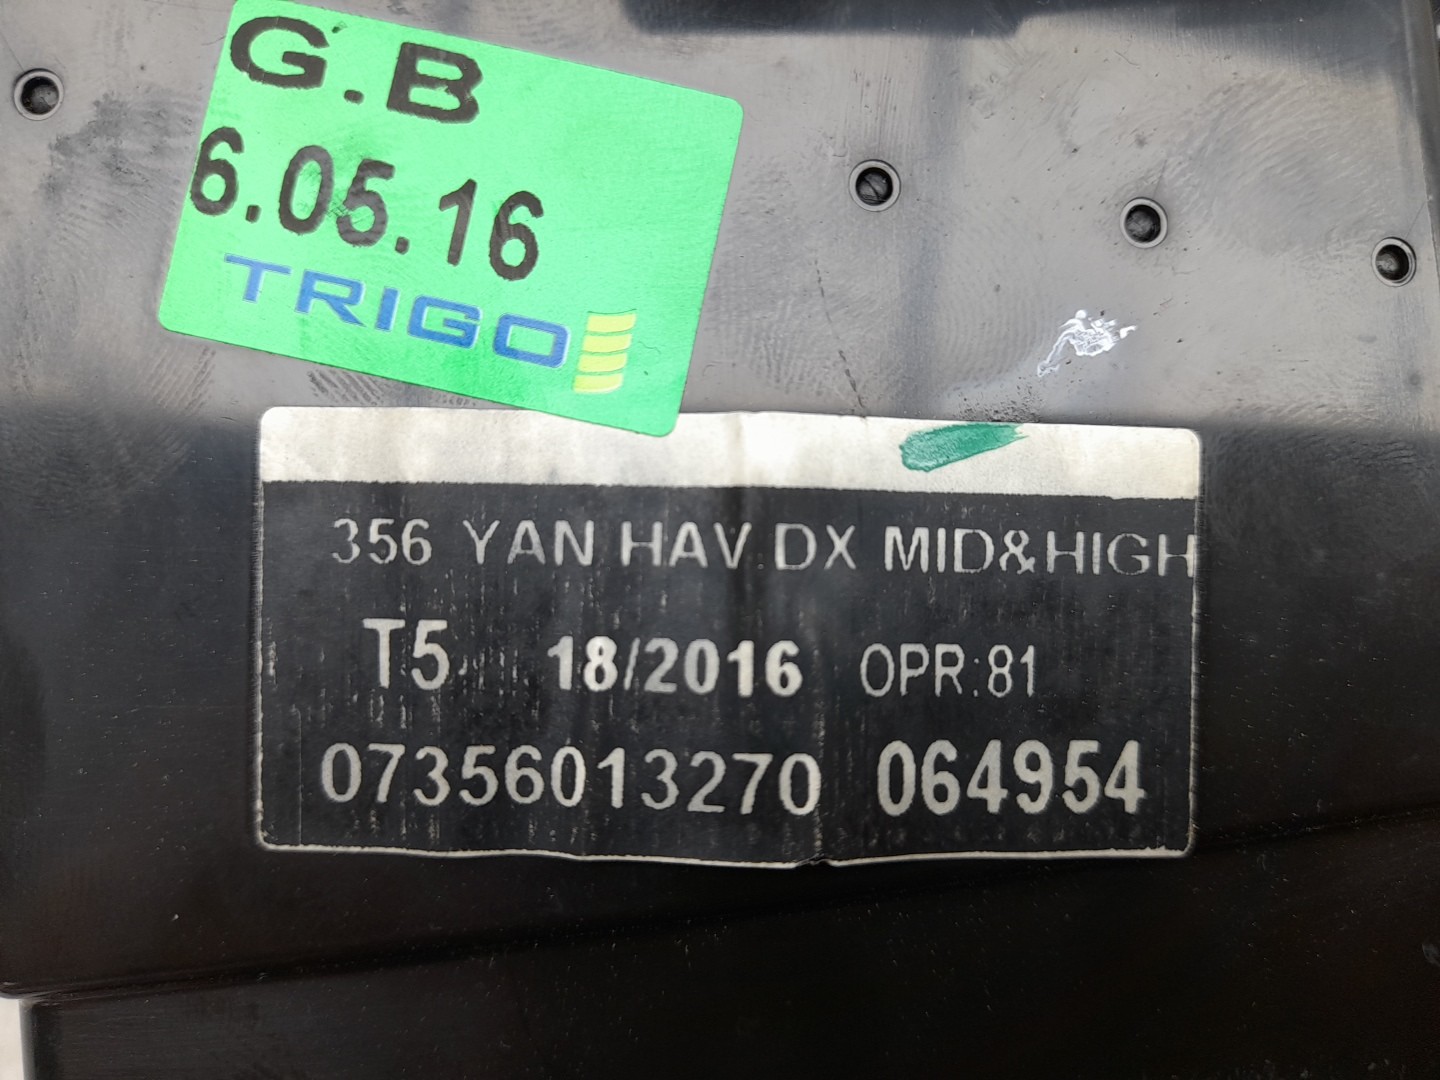 G.B
6.05.16
TRIGO
356 YAN HAV.DX MID&HIGH
T5 18/2016 OPR:81
07356013270 064954